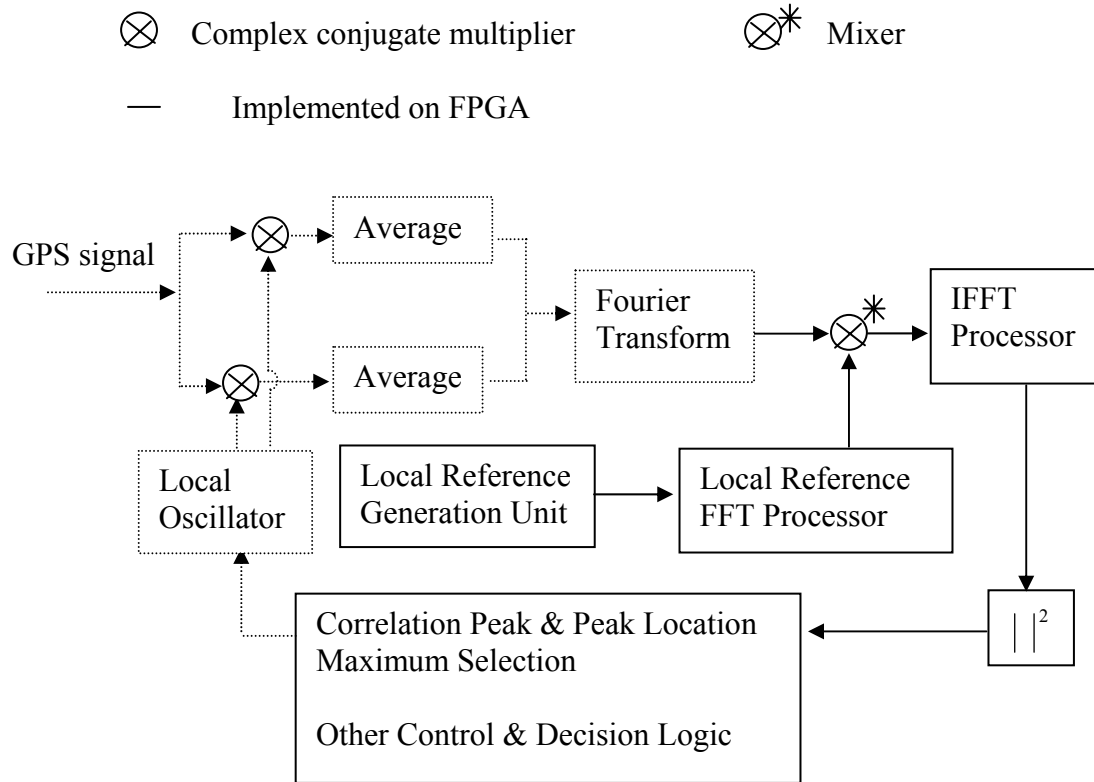 Complex conjugate multiplier
Mixer
Implemented on FPGA
GPS signal
Average
Average
Fourier
Transform
IFFT
Processor
Local
Oscillator
Local Reference
Generation Unit
Local Reference
FFT Processor
Correlation Peak & Peak Location
Maximum Selection
Other Control & Decision Logic
| |²